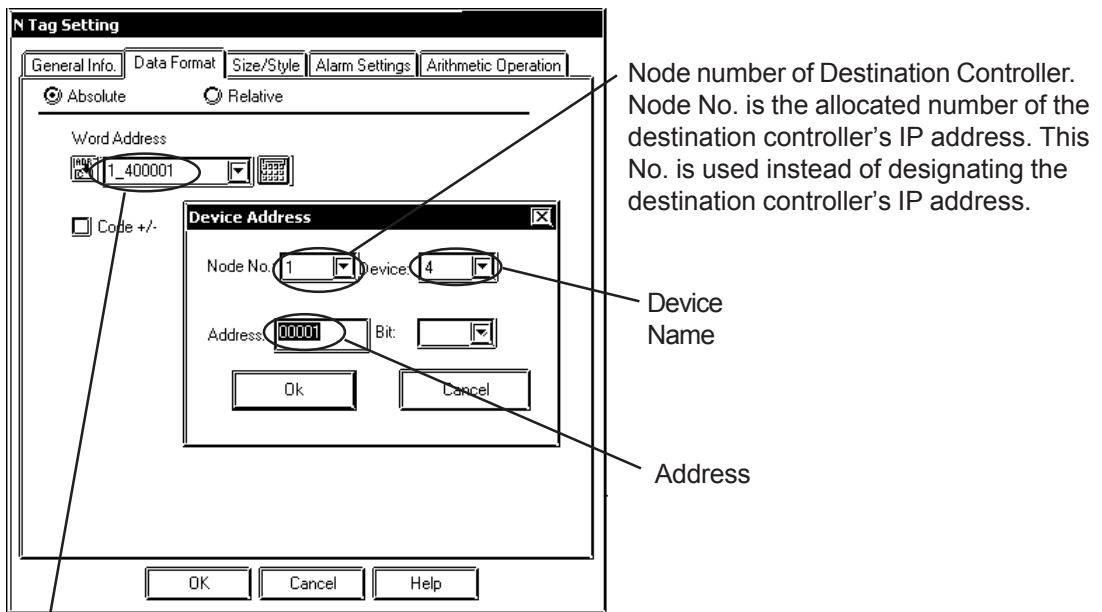 N Tag Setting
General Info. Data Format Size/Style Alarm Settings Arithmetic Operation
Absolute Relative
Word Address
1_400001
Code +/-
Device Address
Node No. 1 Device: 4
Address: 00001 Bit:
Ok Cancel
OK Cancel Help
Node number of Destination Controller.
Node No. is the allocated number of the
destination controller's IP address. This
No. is used instead of designating the
destination controller's IP address.
Device
Name
Address